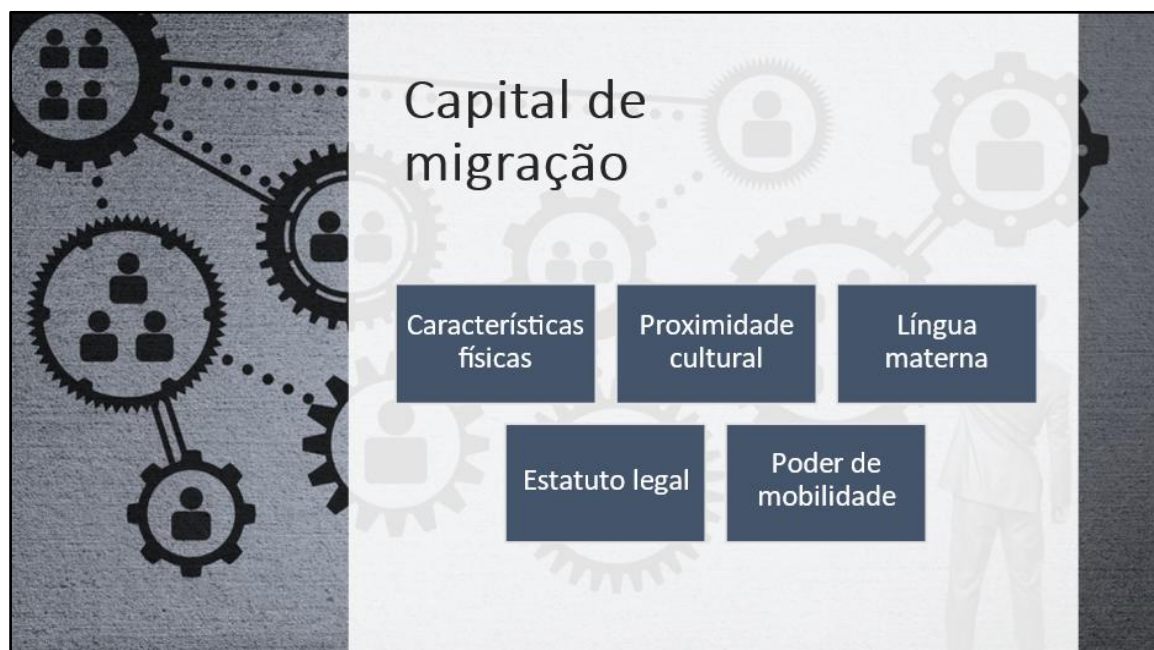 Capital de
migração
Características
físicas
Proximidade
cultural
Língua
materna
Estatuto legal
Poder de
mobilidade